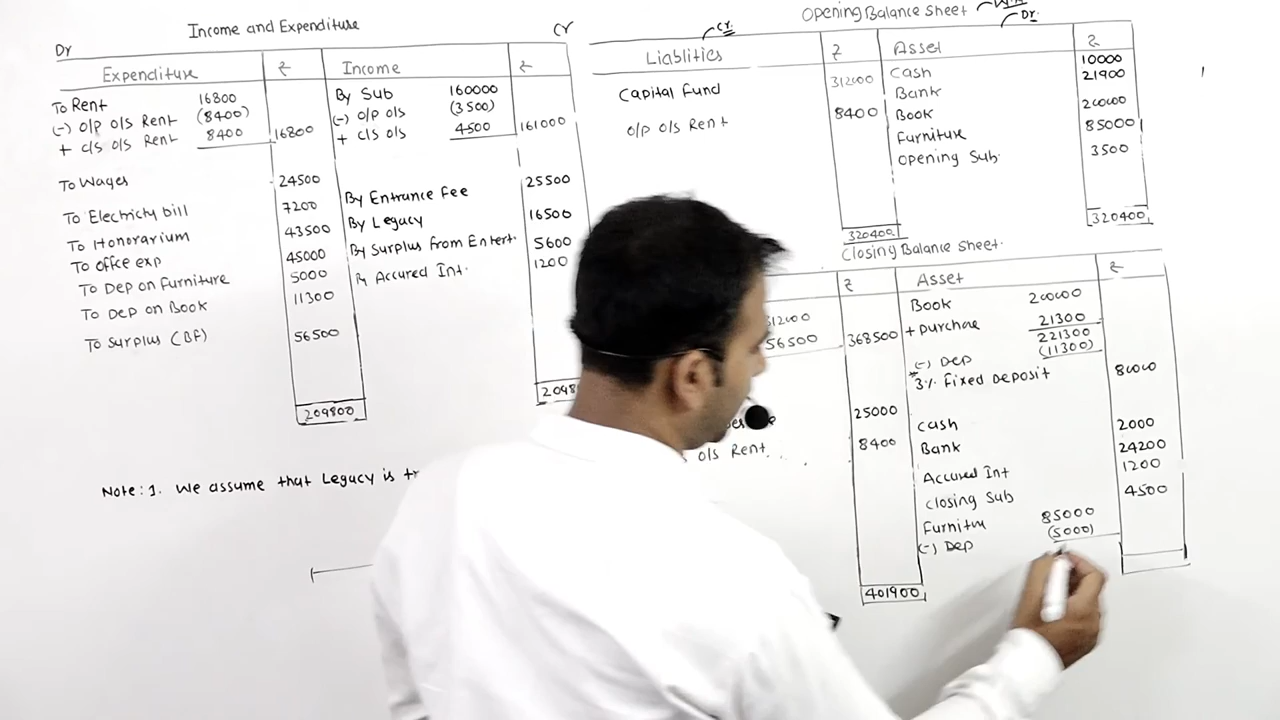 Income and Expenditure
Dr
Cr
Expenditure ₹ Income ₹
To Rent 16800
(-) o/p o/s Rent (8400)
+ c/s o/s Rent 8400 16800
To Wages 24500
To Electricity bill 7200
To Honorarium 43500
To office exp 45000
To Dep on Furniture 5000
To Dep on Book 11300
To Surplus (BF) 56500
209800
By Sub 160000
(-) o/p o/s (3500)
+ c/s o/s 4500 161000
By Entrance Fee 25500
By Legacy 16500
By Surplus from Entert. 5600
Accured Int. 1200
Note: 1. We assume that Legacy is
Opening Balance Sheet
Cr.
Dr.
Liablities ₹ Asset ₹
Capital Fund 31200
o/p o/s Rent 8400
320400
Cash 10000
Bank 21900
Book 200000
Furniture 85000
Opening Sub. 3500
320400
Closing Balance Sheet.
₹ Asset ₹
56500 368500
25000
o/s Rent 8400
401900
Book 200000
+ purchae 21300
221300
(-) Dep (11300)
3% Fixed Deposit 80000
Cash 2000
Bank 24200
Accured Int 1200
Closing Sub 4500
Furnitur 85000
(-) Dep (5000)